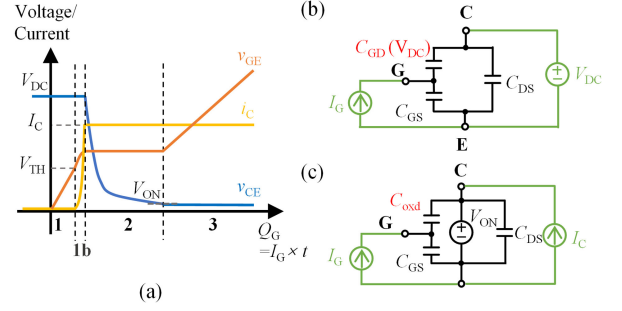 Voltage/
Current
V_DC
I_C
V_TH
V_ON
v_GE
i_C
v_CE
1
1b
2
3
Q_G
=I_G × t
(a)
(b)
C
C_GD (V_DC)
G
C_DS
V_DC
I_G
C_GS
E
(c)
C
C_oxd
G
V_ON
C_DS
I_C
I_G
C_GS